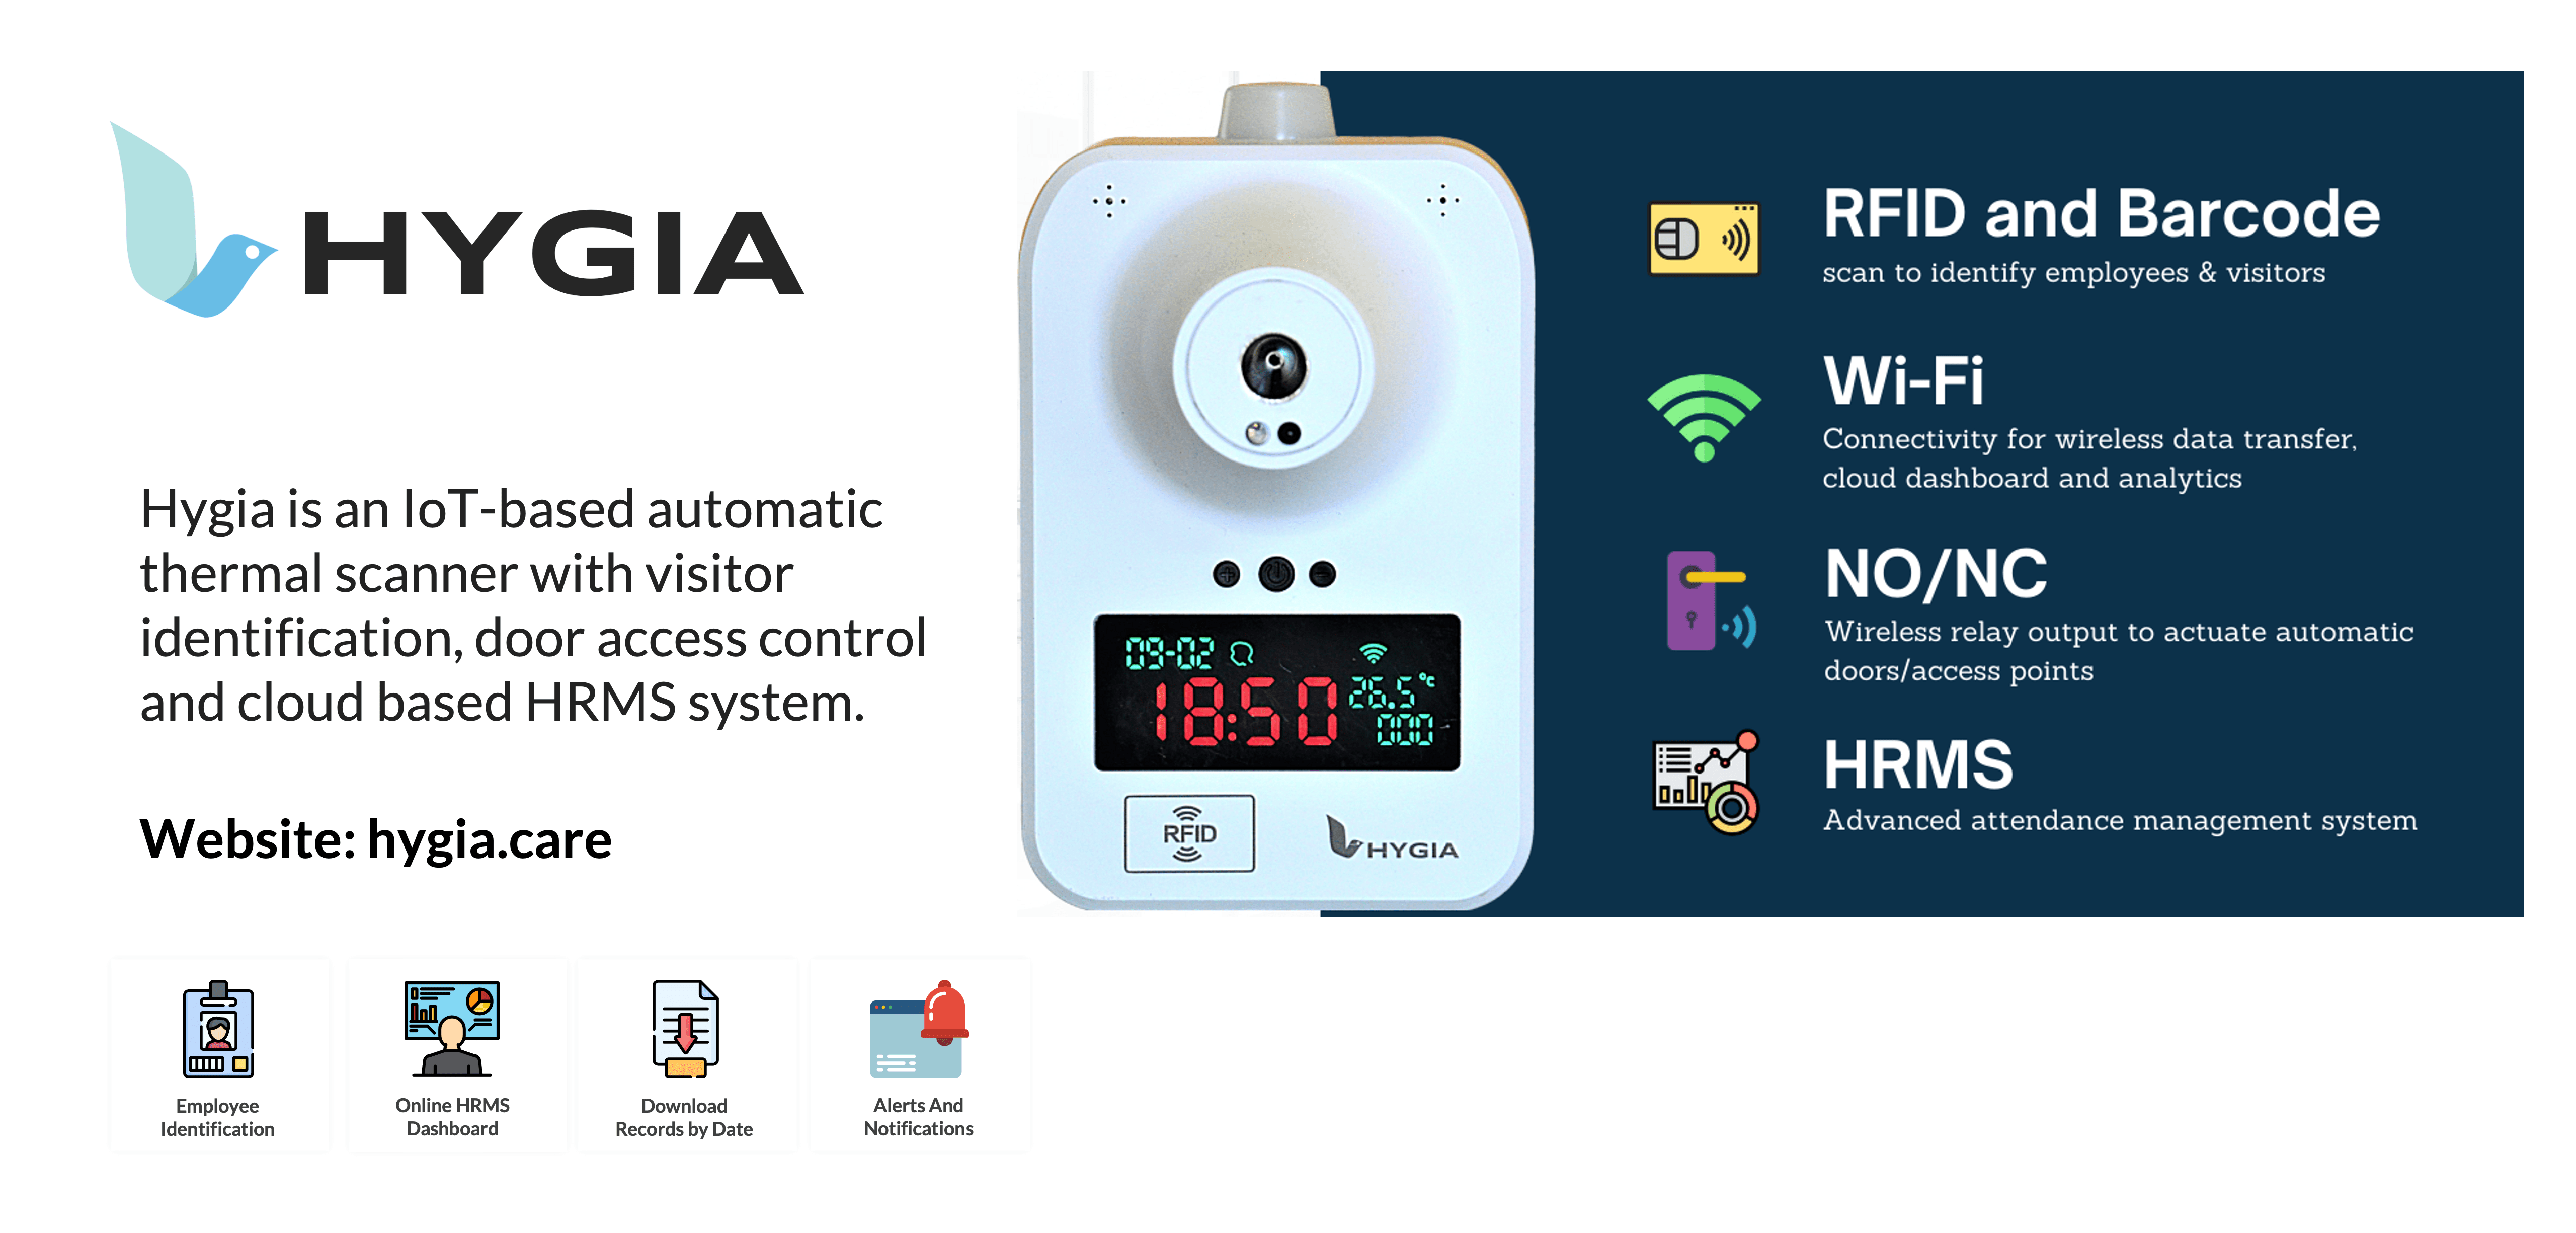 HYGIA
Hygia is an IoT-based automatic
thermal scanner with visitor
identification, door access control
and cloud based HRMS system.
Website: hygia.care
09-02
18:50
26.5°C
000
RFID
HYGIA
RFID and Barcode
scan to identify employees & visitors
Wi-Fi
Connectivity for wireless data transfer,
cloud dashboard and analytics
NO/NC
Wireless relay output to actuate automatic
doors/access points
HRMS
Advanced attendance management system
Employee
Identification
Online HRMS
Dashboard
Download
Records by Date
Alerts And
Notifications